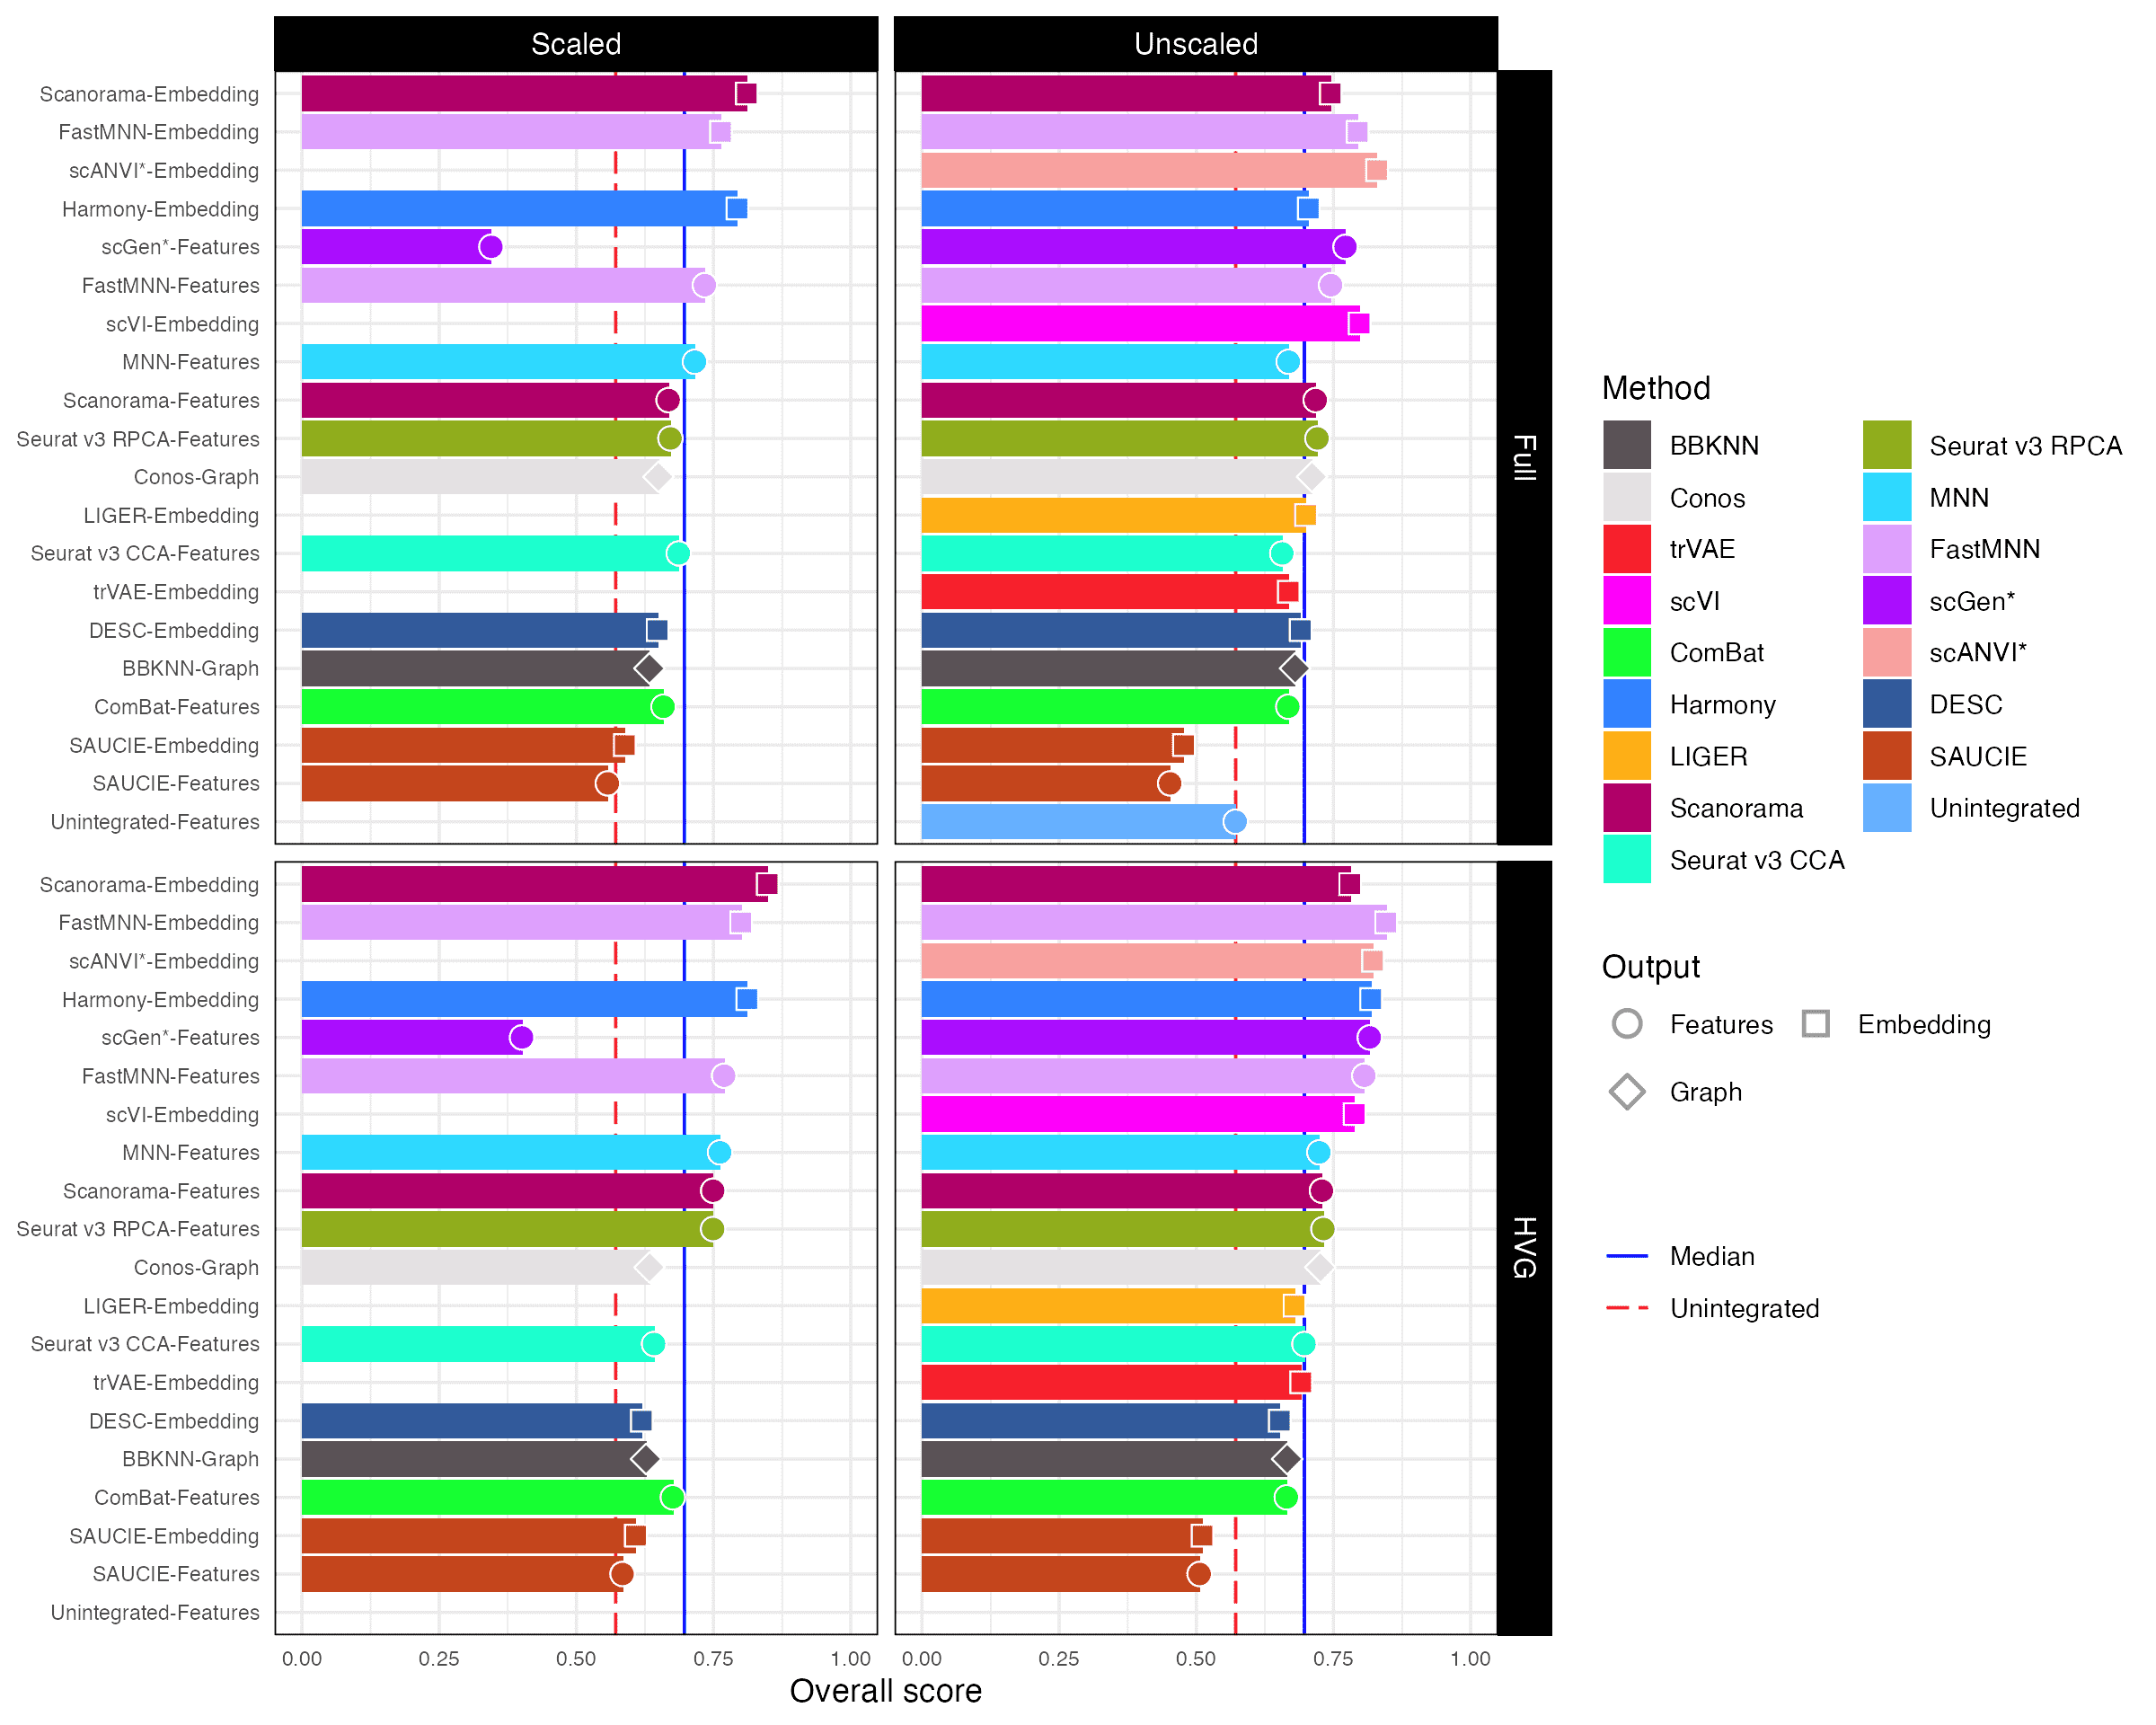 Scaled
Unscaled
Scanorama-Embedding
FastMNN-Embedding
scANVI*-Embedding
Harmony-Embedding
scGen*-Features
FastMNN-Features
scVI-Embedding
MNN-Features
Scanorama-Features
Seurat v3 RPCA-Features
Conos-Graph
LIGER-Embedding
Seurat v3 CCA-Features
trVAE-Embedding
DESC-Embedding
BBKNN-Graph
ComBat-Features
SAUCIE-Embedding
SAUCIE-Features
Unintegrated-Features
Full
Scanorama-Embedding
FastMNN-Embedding
scANVI*-Embedding
Harmony-Embedding
scGen*-Features
FastMNN-Features
scVI-Embedding
MNN-Features
Scanorama-Features
Seurat v3 RPCA-Features
Conos-Graph
LIGER-Embedding
Seurat v3 CCA-Features
trVAE-Embedding
DESC-Embedding
BBKNN-Graph
ComBat-Features
SAUCIE-Embedding
SAUCIE-Features
Unintegrated-Features
HVG
0.00 0.25 0.50 0.75 1.00
0.00 0.25 0.50 0.75 1.00
Overall score
Method
BBKNN
Conos
trVAE
scVI
ComBat
Harmony
LIGER
Scanorama
Seurat v3 CCA
Seurat v3 RPCA
MNN
FastMNN
scGen*
scANVI*
DESC
SAUCIE
Unintegrated
Output
Features
Embedding
Graph
Median
Unintegrated